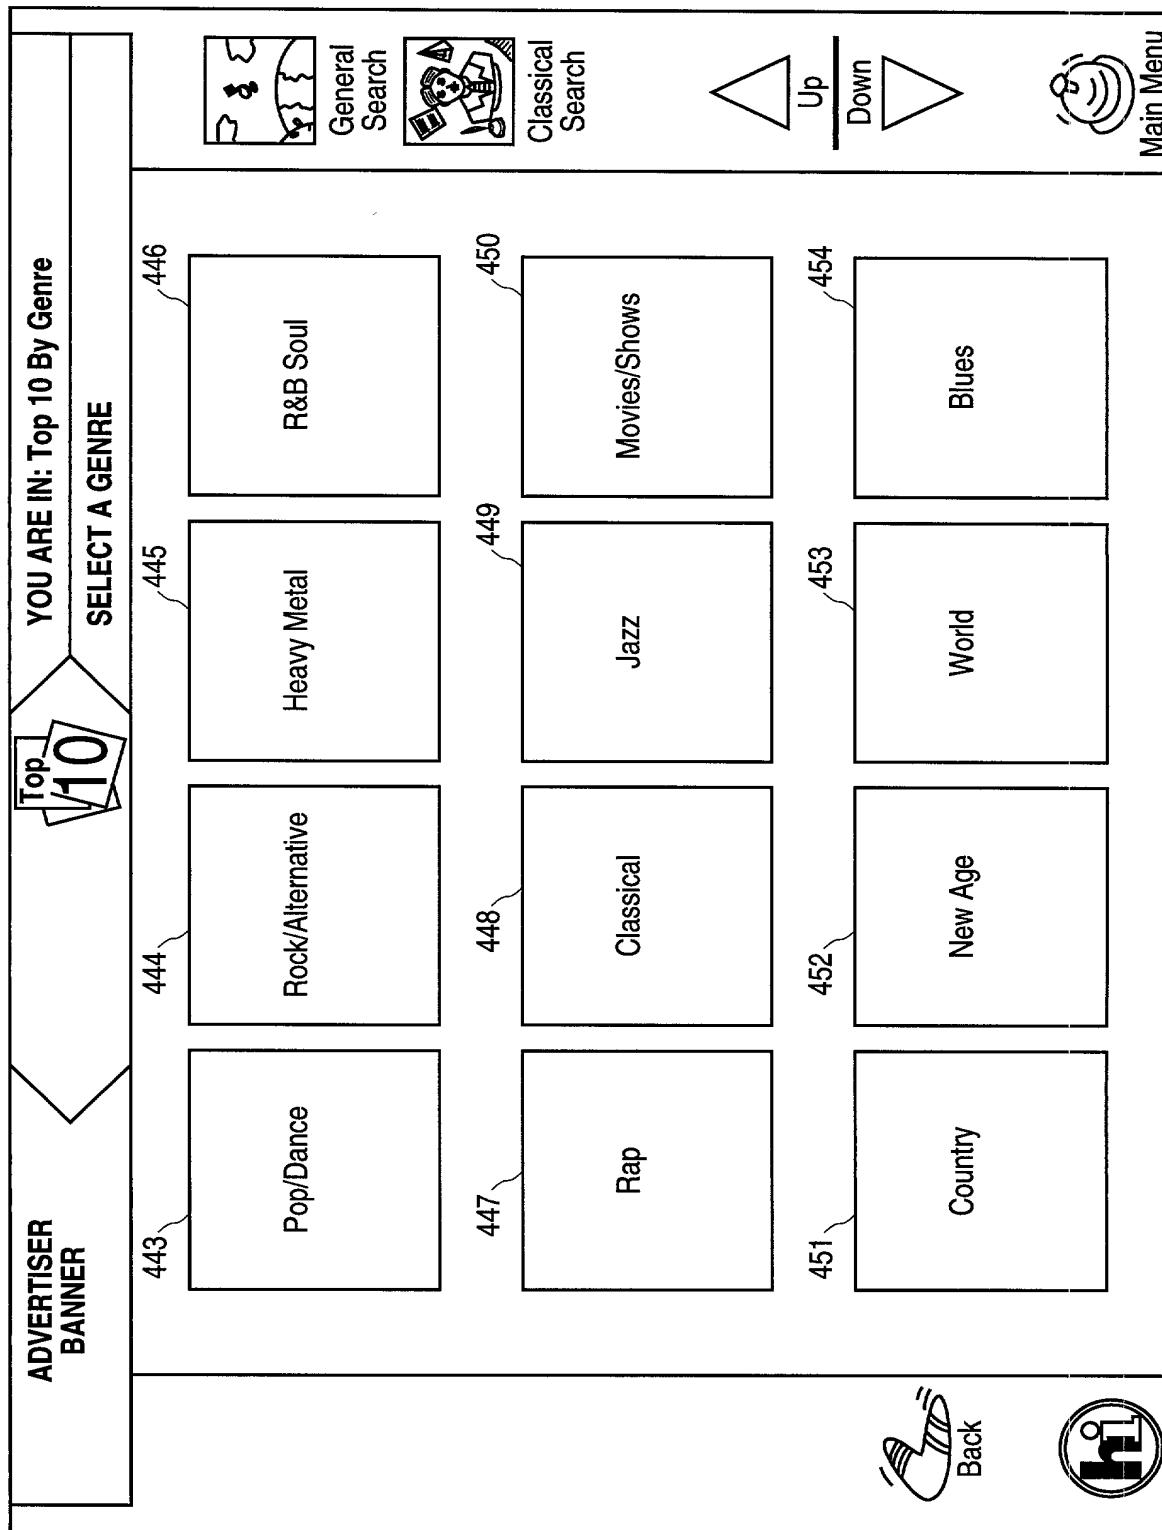 ADVERTISER
BANNER
Top
10
YOU ARE IN: Top 10 By Genre
SELECT A GENRE
443
444
445
446
Pop/Dance
Rock/Alternative
Heavy Metal
R&B Soul
447
448
449
450
Rap
Classical
Jazz
Movies/Shows
451
452
453
454
Country
New Age
World
Blues
General
Search
Classical
Search
Up
Down
Main Menu
Back
hi